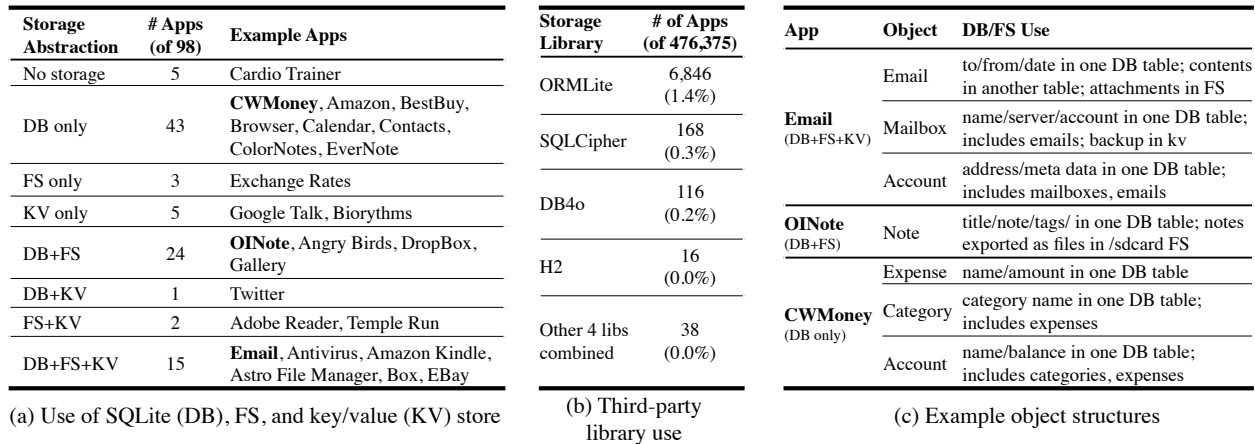 Storage Abstraction | # Apps (of 98) | Example Apps
No storage | 5 | Cardio Trainer
DB only | 43 | CWMoney, Amazon, BestBuy,
Browser, Calendar, Contacts,
ColorNotes, EverNote
FS only | 3 | Exchange Rates
KV only | 5 | Google Talk, Biorythms
DB+FS | 24 | OINote, Angry Birds, DropBox,
Gallery
DB+KV | 1 | Twitter
FS+KV | 2 | Adobe Reader, Temple Run
DB+FS+KV | 15 | Email, Antivirus, Amazon Kindle,
Astro File Manager, Box, EBay
(a) Use of SQLite (DB), FS, and key/value (KV) store
Storage Library | # of Apps (of 476,375)
ORMLite | 6,846
(1.4%)
SQLCipher | 168
(0.3%)
DB4o | 116
(0.2%)
H2 | 16
(0.0%)
Other 4 libs | 38
combined | (0.0%)
(b) Third-party
library use
App | Object | DB/FS Use
Email (DB+FS+KV)
Email | to/from/date in one DB table; contents
in another table; attachments in FS
Mailbox | name/server/account in one DB table;
includes emails; backup in kv
Account | address/meta data in one DB table;
includes mailboxes, emails
OINote (DB+FS)
Note | title/note/tags/ in one DB table; notes
exported as files in /sdcard FS
CWMoney (DB only)
Expense | name/amount in one DB table
Category | category name in one DB table;
includes expenses
Account | name/balance in one DB table;
includes categories, expenses
(c) Example object structures